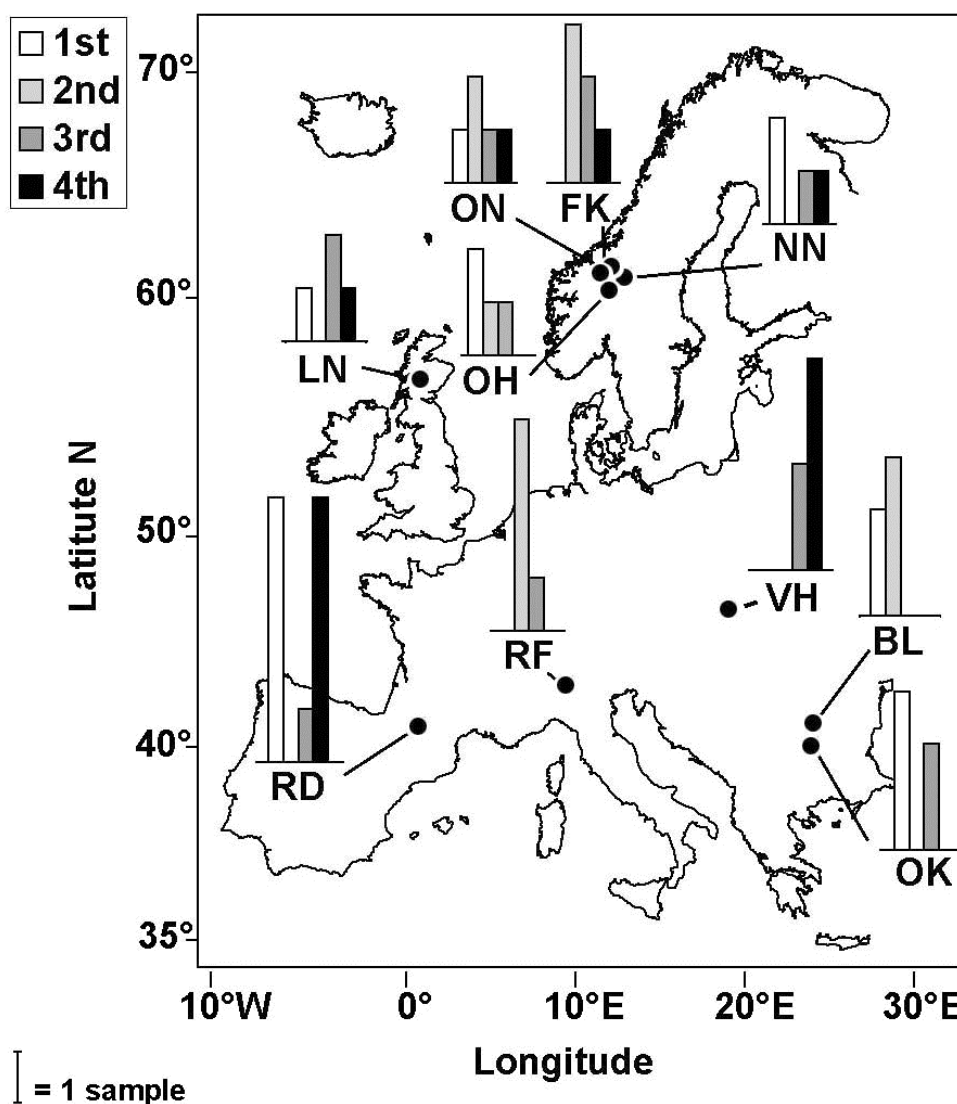 1st
2nd
3rd
4th
70°
60°
50°
40°
35°
Latitute N
ON
FK
NN
LN
OH
VH
RF
BL
RD
OK
10°W 0° 10°E 20°E 30°E
Longitude
= 1 sample